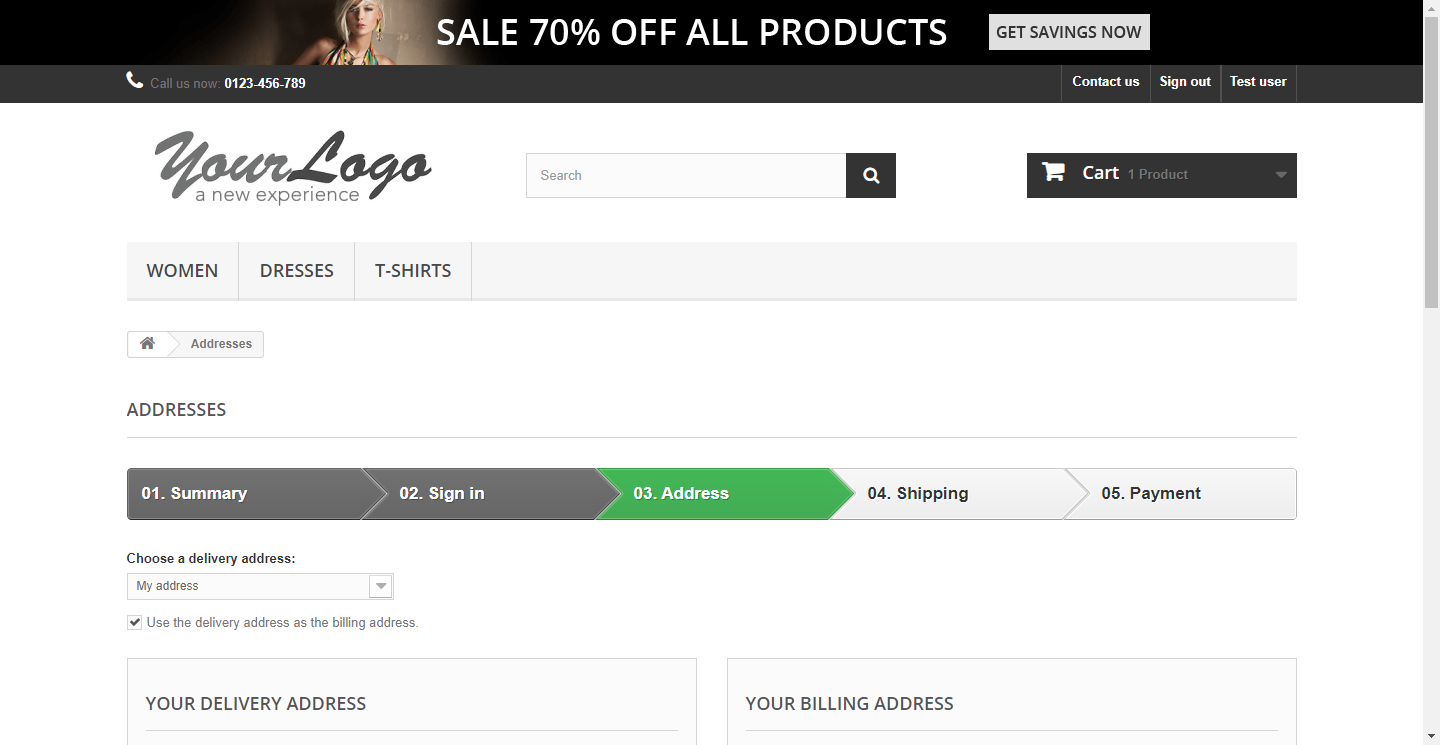 SALE 70% OFF ALL PRODUCTS GET SAVINGS NOW
Call us now: 0123-456-789 Contact us Sign out Test user
YourLogo
a new experience
Search
Cart 1 Product
WOMEN DRESSES T-SHIRTS
Addresses
ADDRESSES
01. Summary 02. Sign in 03. Address 04. Shipping 05. Payment
Choose a delivery address:
My address
Use the delivery address as the billing address.
YOUR DELIVERY ADDRESS YOUR BILLING ADDRESS